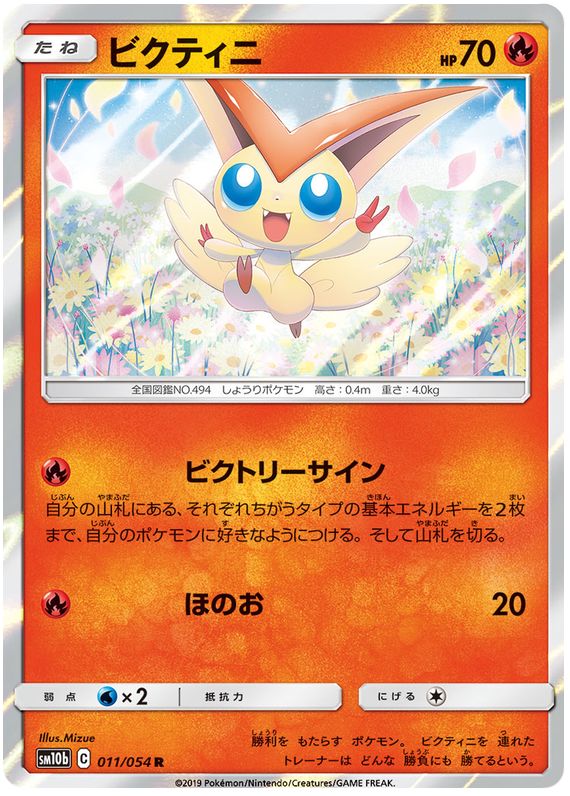 たね ビクティニ HP70
全国図鑑NO.494 しょうりポケモン 高さ:0.4m 重さ:4.0kg
ビクトリーサイン
自分の山札にある、それぞれちがうタイプの基本エネルギーを2枚
まで、自分のポケモンに好きなようにつける。そして山札を切る。
ほのお 20
弱点 ×2 抵抗力 にげる
Illus.Mizue
sm10b C 011/054 R
勝利を もたらす ポケモン。 ビクティニを 連れた
トレーナーは どんな 勝負にも 勝てるという。
©2019 Pokémon/Nintendo/Creatures/GAME FREAK.